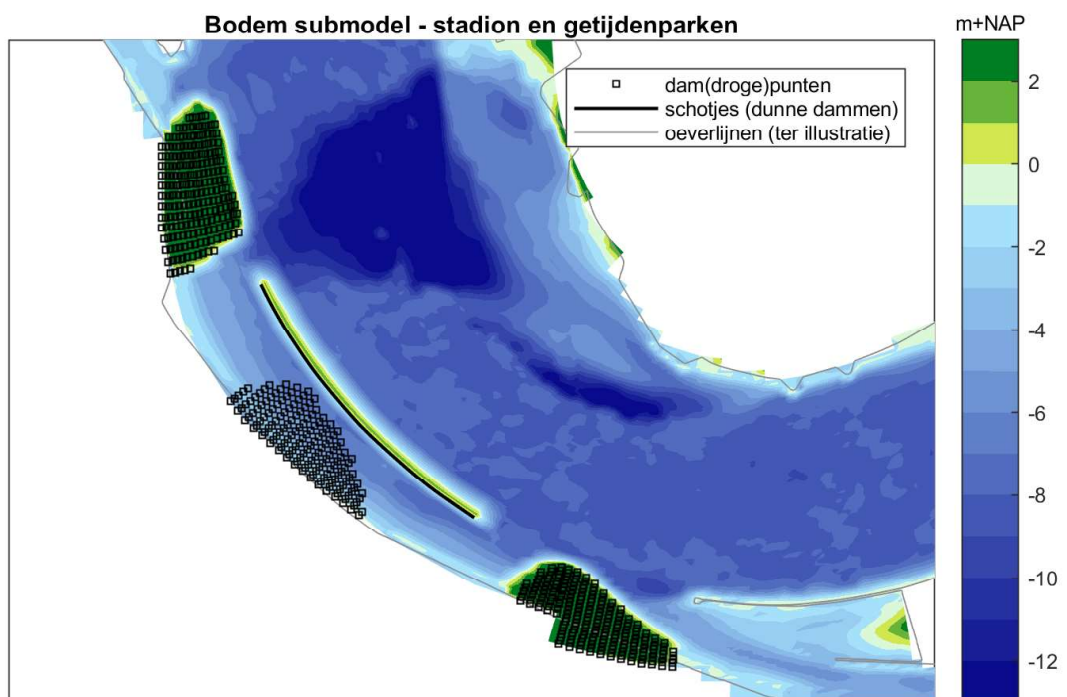 Bodem submodel - stadion en getijdenparken
m+NAP
dam(droge)punten
schotjes (dunne dammen)
oeverlijnen (ter illustratie)
2
0
-2
-4
-6
-8
-10
-12